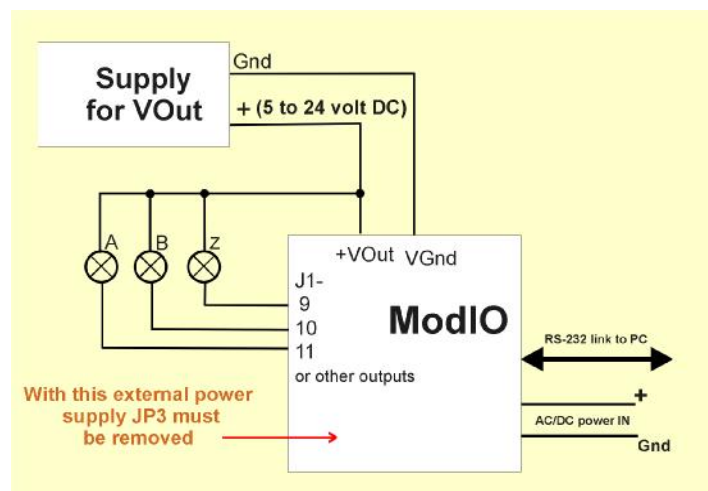 Supply
for VOut
Gnd
+ (5 to 24 volt DC)
A
B
Z
+VOut VGnd
J1-
9
10
11
or other outputs
ModIO
RS-232 link to PC
+
AC/DC power IN
Gnd
With this external power
supply JP3 must
be removed